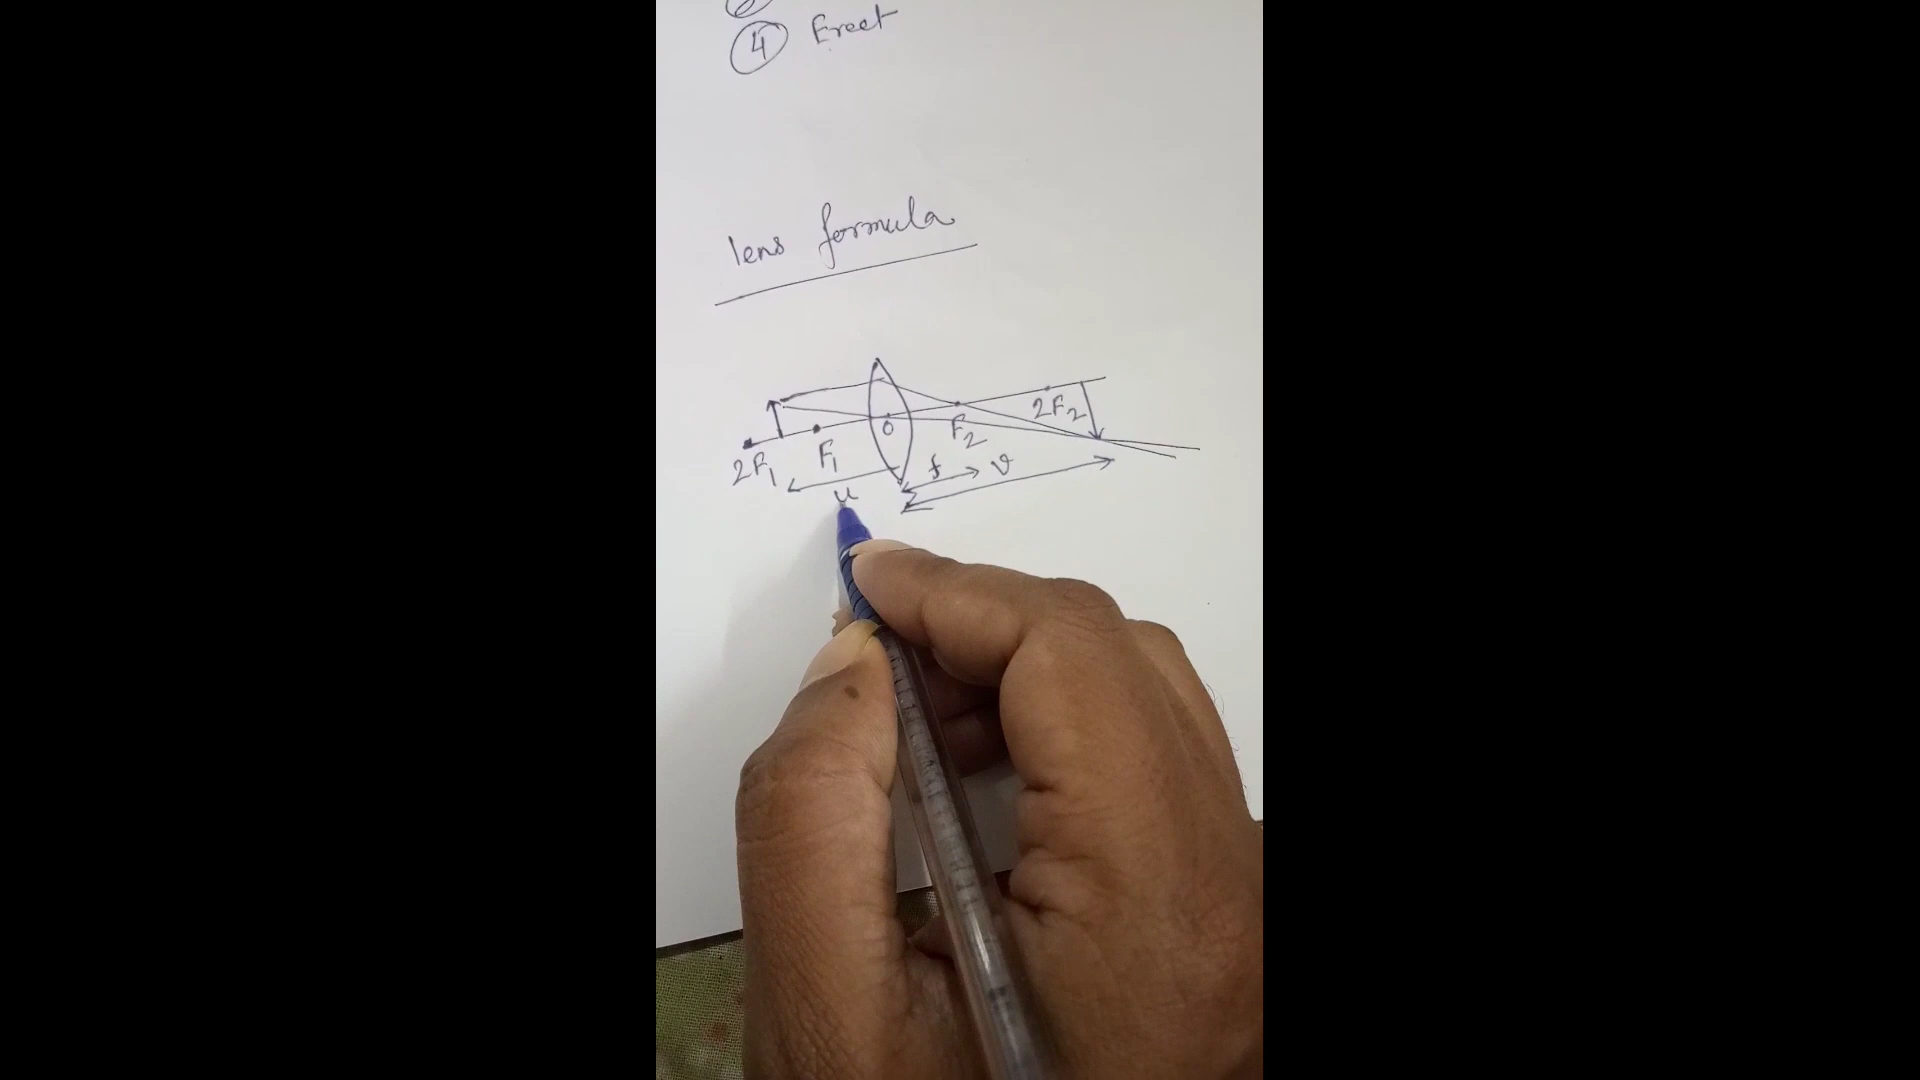 ④ Erect
lens formula
2F₁ F₁ O F₂ 2F₂
u f v